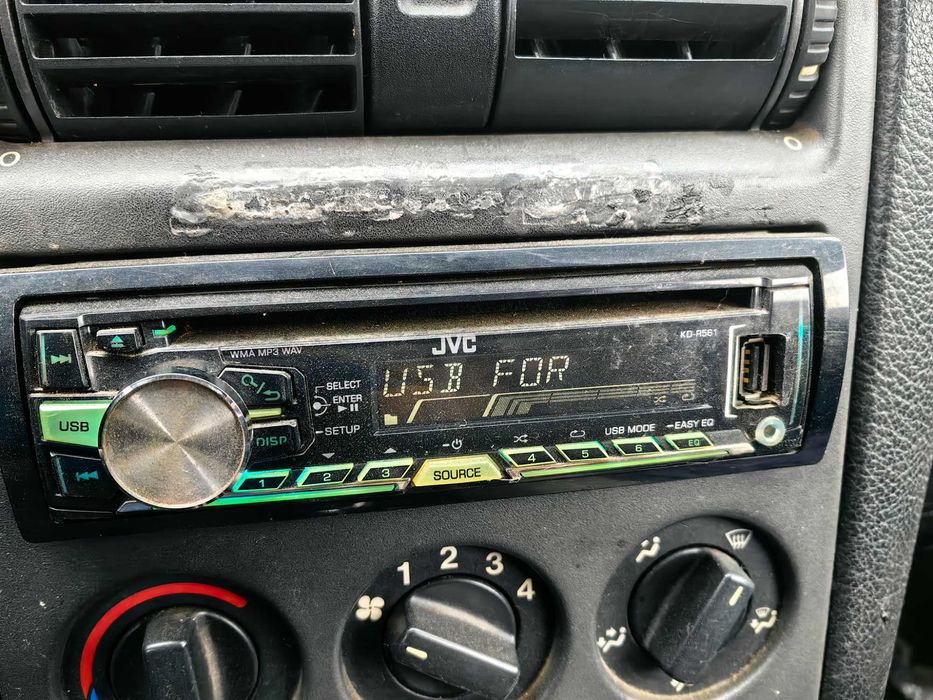 JVC
KD-R561
WMA MP3 WAV
USB FOR
SELECT
ENTER
SETUP
USB
DISP
USB MODE
EASY EQ
1
2
3
SOURCE
4
5
6
EQ
1
2
3
4